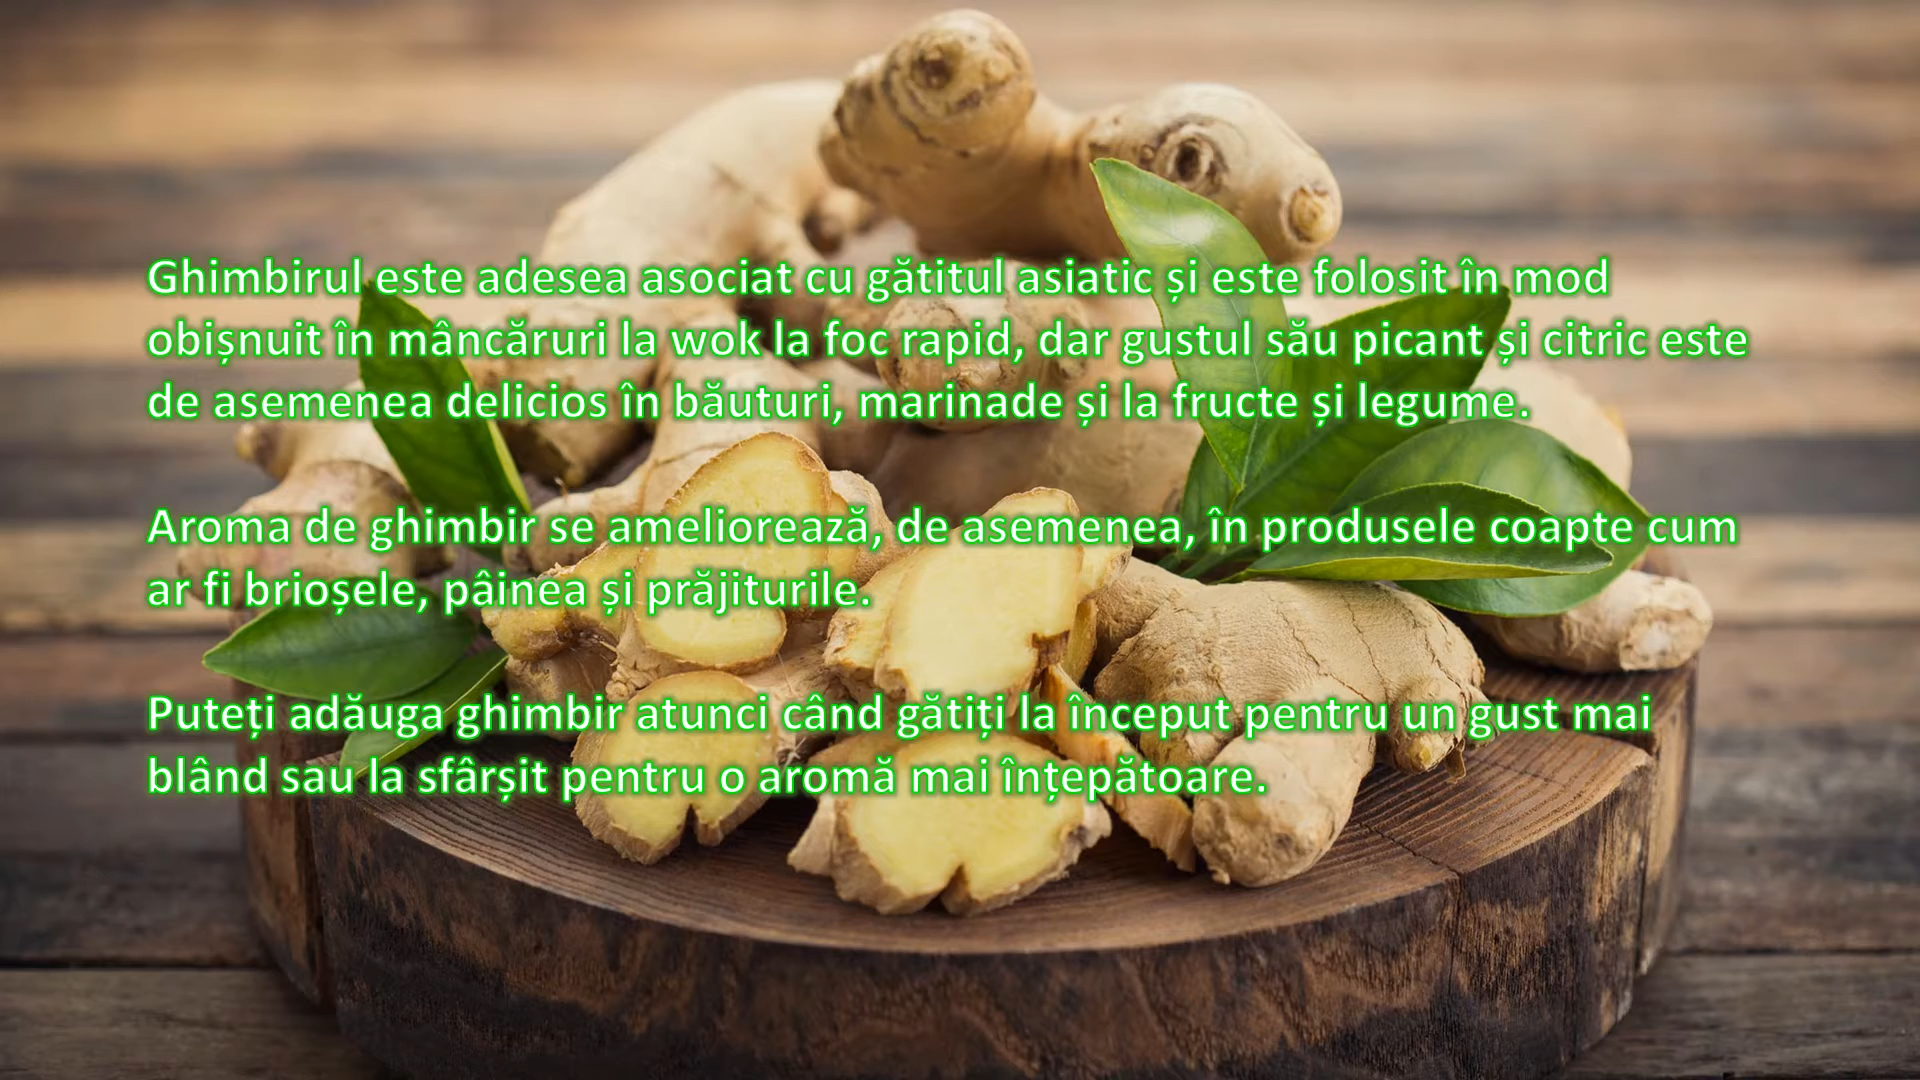 Ghimbirul este adesea asociat cu gătitul asiatic și este folosit în mod
obișnuit în mâncăruri la wok la foc rapid, dar gustul său picant și citric este
de asemenea delicios în băuturi, marinade și la fructe și legume.
Aroma de ghimbir se ameliorează, de asemenea, în produsele coapte cum
ar fi brioșele, pâinea și prăjiturile.
Puteți adăuga ghimbir atunci când gătiți la început pentru un gust mai
blând sau la sfârșit pentru o aromă mai înțepătoare.